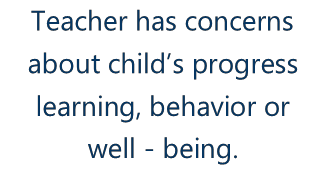 Teacher has concerns
about child’s progress
learning, behavior or
well - being.